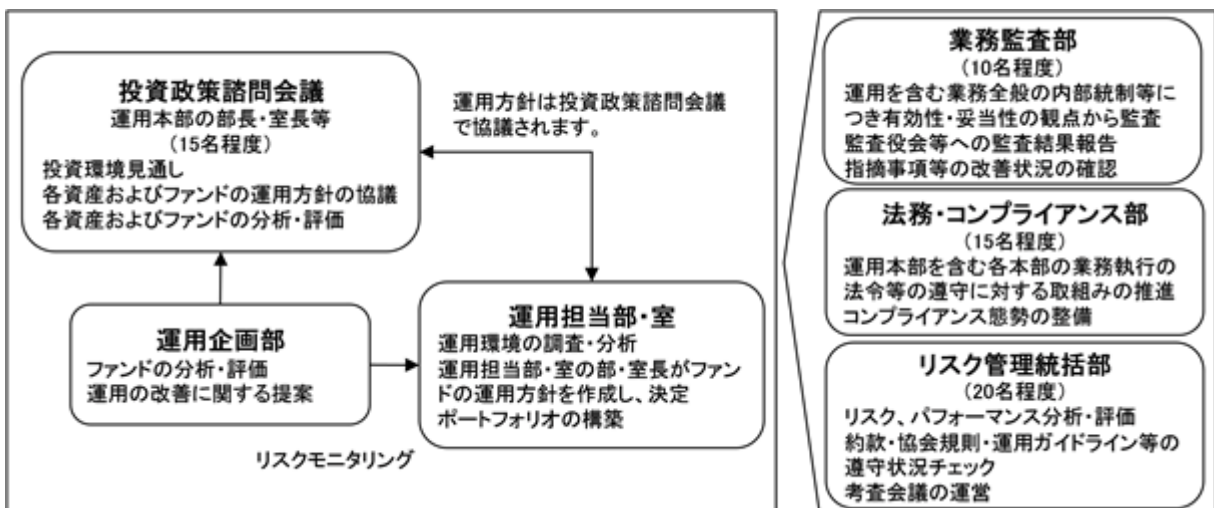 投資政策諮問会議
運用本部の部長・室長等
(15名程度)
投資環境見通し
各資産およびファンドの運用方針の協議
各資産およびファンドの分析・評価
運用方針は投資政策諮問会議
で協議されます。
運用企画部
ファンドの分析・評価
運用の改善に関する提案
運用担当部・室
運用環境の調査・分析
運用担当部・室の部・室長がファン
ドの運用方針を作成し、決定
ポートフォリオの構築
リスクモニタリング
業務監査部
(10名程度)
運用を含む業務全般の内部統制等に
つき有効性・妥当性の観点から監査
監査役会等への監査結果報告
指摘事項等の改善状況の確認
法務・コンプライアンス部
(15名程度)
運用本部を含む各本部の業務執行の
法令等の遵守に対する取組みの推進
コンプライアンス態勢の整備
リスク管理統括部
(20名程度)
リスク、パフォーマンス分析・評価
約款・協会規則・運用ガイドライン等の
遵守状況チェック
考査会議の運営